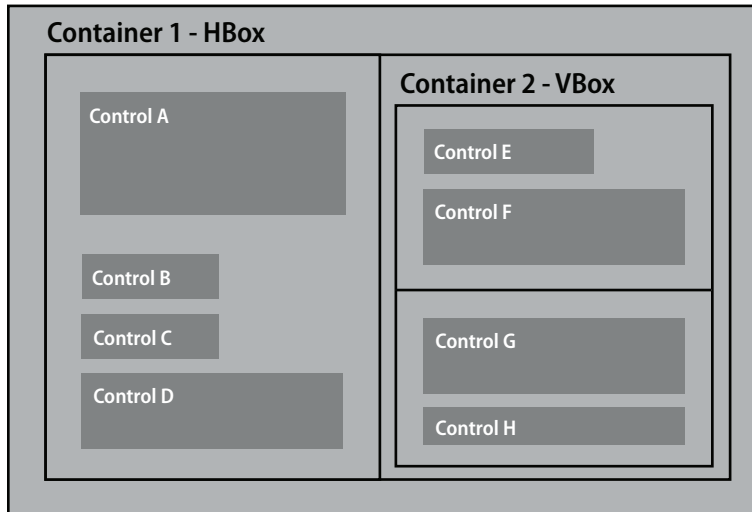 Container 1 - HBox
Control A
Control B
Control C
Control D
Container 2 - VBox
Control E
Control F
Control G
Control H